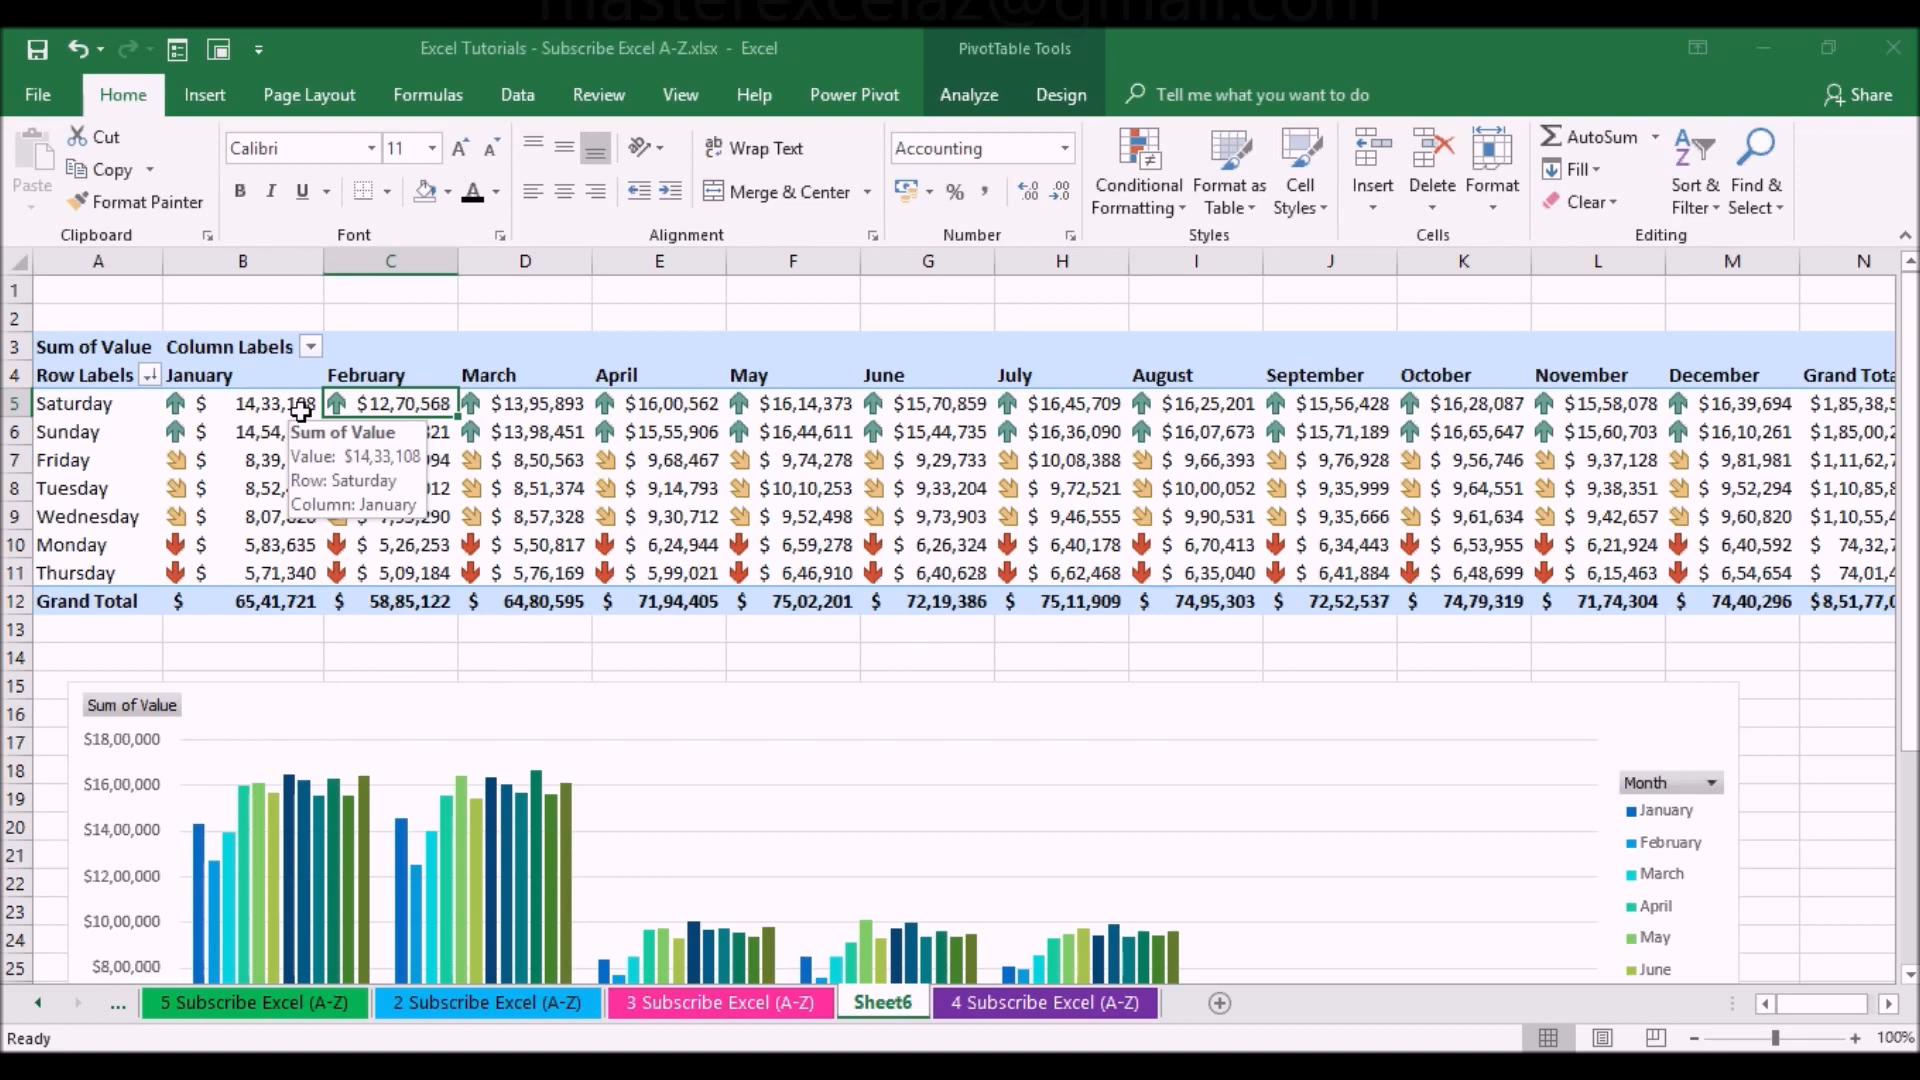 masterexcelaz@gmail.com
Excel Tutorials - Subscribe Excel A-Z.xlsx - Excel
PivotTable Tools
File Home Insert Page Layout Formulas Data Review View Help Power Pivot Analyze Design Tell me what you want to do Share
Paste
Cut
Copy
Format Painter
Clipboard
Calibri 11
B I U
Font
Wrap Text
Merge & Center
Alignment
Accounting
% ,
Number
Conditional Formatting
Format as Table
Cell Styles
Styles
Insert Delete Format
Cells
AutoSum
Fill
Clear
Sort & Filter
Find & Select
Editing
A B C D E F G H I J K L M N
1
2
3 Sum of Value Column Labels
4 Row Labels January February March April May June July August September October November December Grand Tota
5 Saturday $ 14,33,108 $12,70,568 $13,95,893 $16,00,562 $16,14,373 $15,70,859 $16,45,709 $16,25,201 $15,56,428 $16,28,087 $15,58,078 $16,39,694 $1,85,38,5
6 Sunday $ 14,54, 321 $13,98,451 $15,55,906 $16,44,611 $15,44,735 $16,36,090 $16,07,673 $15,71,189 $16,65,647 $15,60,703 $16,10,261 $1,85,00,2
7 Friday $ 8,39, 094 $ 8,50,563 $ 9,68,467 $ 9,74,278 $ 9,29,733 $10,08,388 $ 9,66,393 $ 9,76,928 $ 9,56,746 $ 9,37,128 $ 9,81,981 $1,11,62,7
8 Tuesday $ 8,52, 012 $ 8,51,374 $ 9,14,793 $10,10,253 $ 9,33,204 $ 9,72,521 $10,00,052 $ 9,35,999 $ 9,64,551 $ 9,38,351 $ 9,52,294 $1,10,85,8
9 Wednesday $ 8,07, 290 $ 8,57,328 $ 9,30,712 $ 9,52,498 $ 9,73,903 $ 9,46,555 $ 9,90,531 $ 9,35,666 $ 9,61,634 $ 9,42,657 $ 9,60,820 $1,10,55,4
10 Monday $ 5,83,635 $ 5,26,253 $ 5,50,817 $ 6,24,944 $ 6,59,278 $ 6,26,324 $ 6,40,178 $ 6,70,413 $ 6,34,443 $ 6,53,955 $ 6,21,924 $ 6,40,592 $ 74,32,7
11 Thursday $ 5,71,340 $ 5,09,184 $ 5,76,169 $ 5,99,021 $ 6,46,910 $ 6,40,628 $ 6,62,468 $ 6,35,040 $ 6,41,884 $ 6,48,699 $ 6,15,463 $ 6,54,654 $ 74,01,4
12 Grand Total $ 65,41,721 $ 58,85,122 $ 64,80,595 $ 71,94,405 $ 75,02,201 $ 72,19,386 $ 75,11,909 $ 74,95,303 $ 72,52,537 $ 74,79,319 $ 71,74,304 $ 74,40,296 $8,51,77,0
Sum of Value
Value: $14,33,108
Row: Saturday
Column: January
13
14
15
16
17
18
19
20
21
22
23
24
25
Sum of Value
$18,00,000
$16,00,000
$14,00,000
$12,00,000
$10,00,000
$8,00,000
Month
January
February
March
April
May
June
... 5 Subscribe Excel (A-Z) 2 Subscribe Excel (A-Z) 3 Subscribe Excel (A-Z) Sheet6 4 Subscribe Excel (A-Z)
Ready 100%